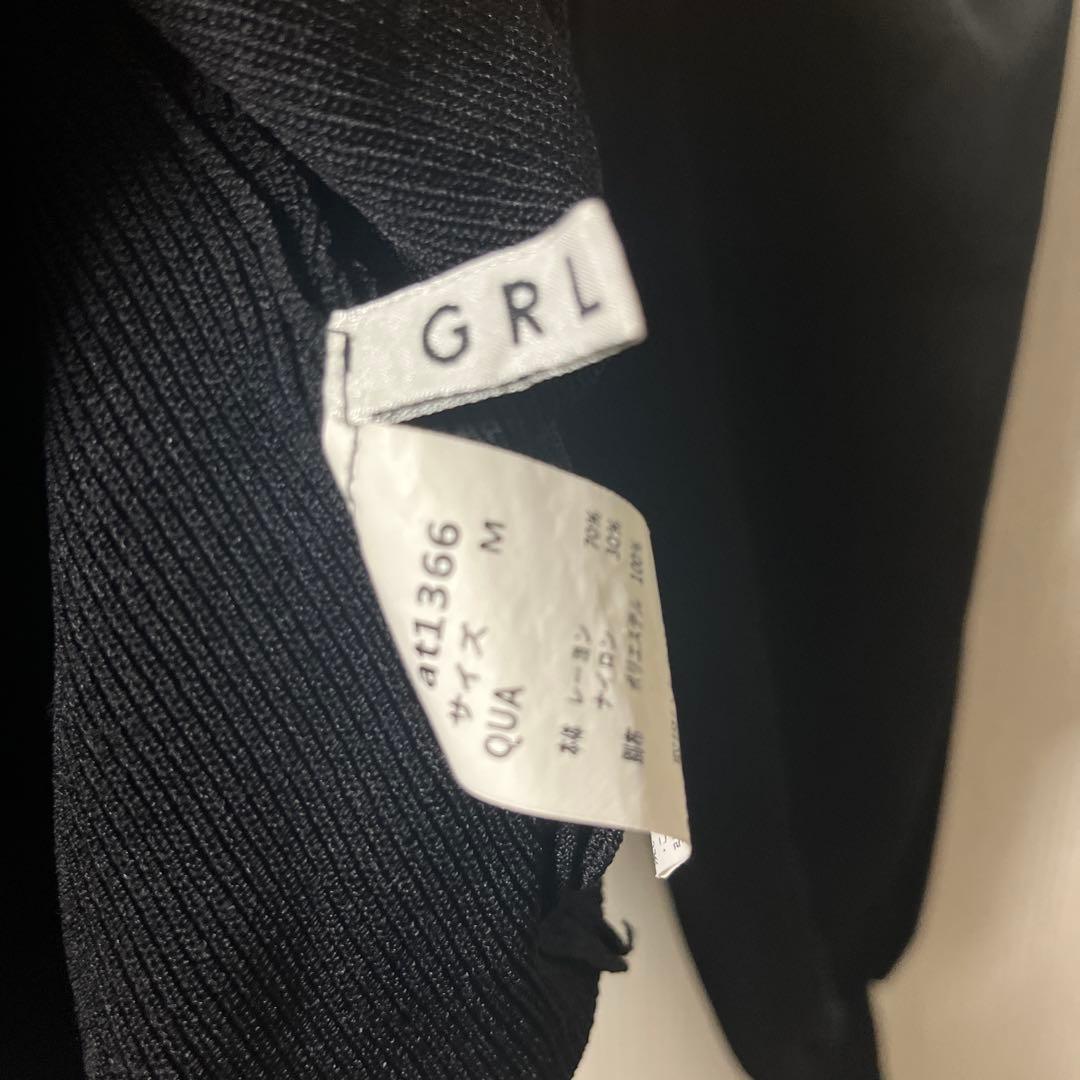 GRL
at1366
サイズ M
QUA
本体 レーヨン 70%
ナイロン 30%
別布 ポリエステル 100%